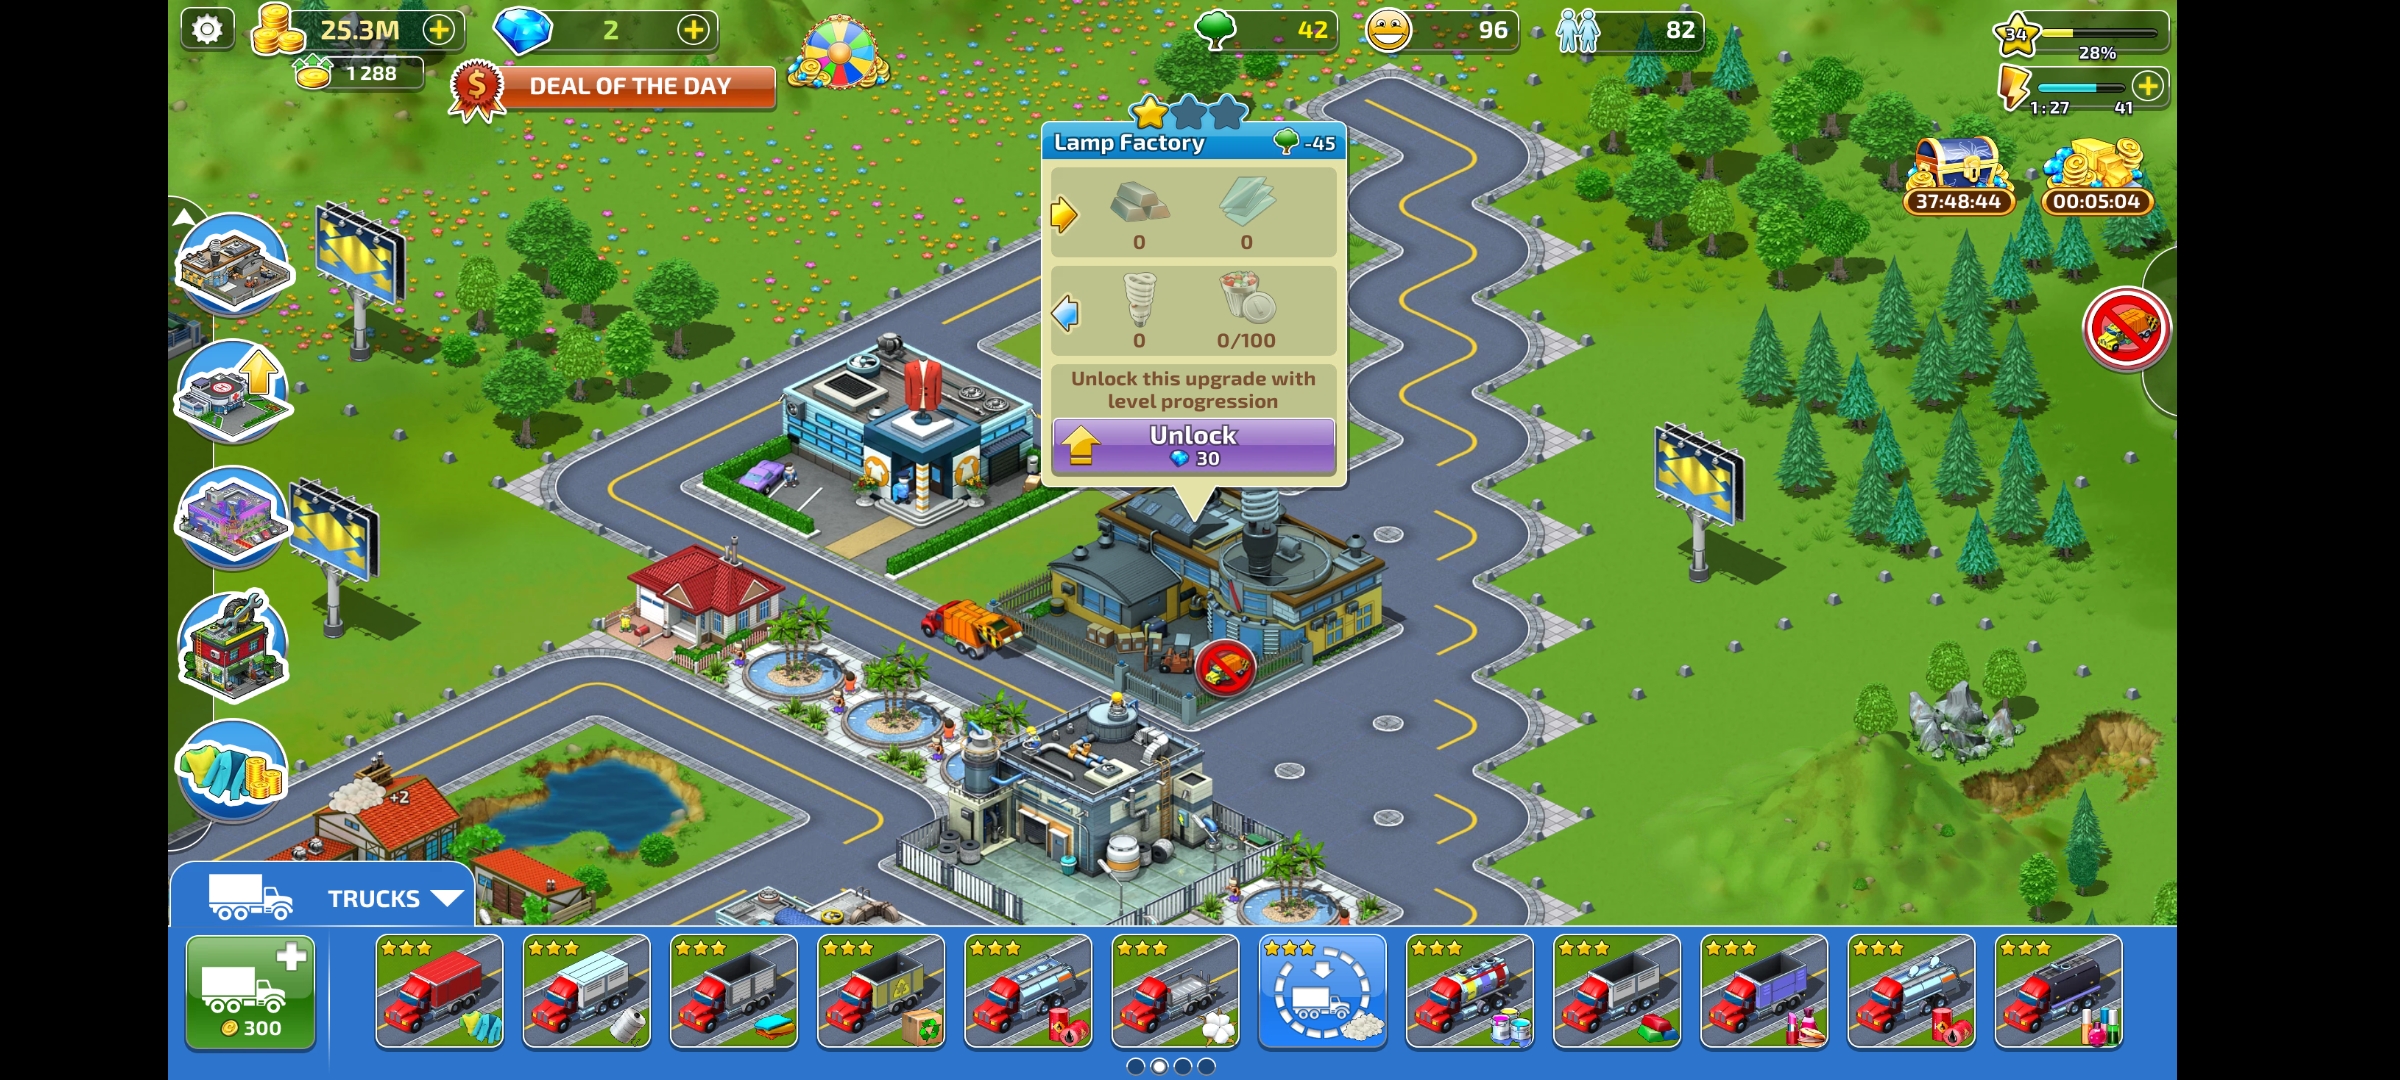 25.3M
2
42
96
82
34
28%
1 288
DEAL OF THE DAY
1:27
41
Lamp Factory
-45
37:48:44
00:05:04
0
0
0
0/100
Unlock this upgrade with
level progression
Unlock
30
+2
TRUCKS
300